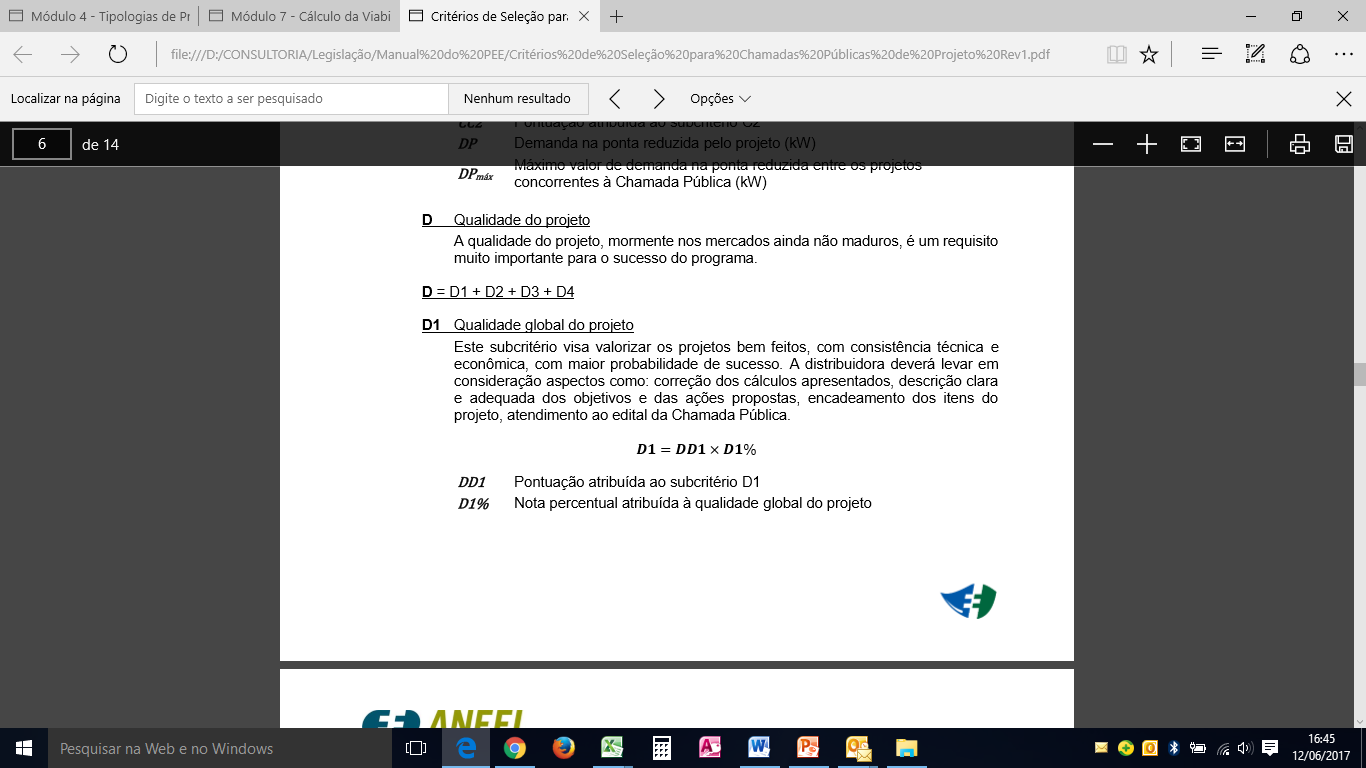 Módulo 4 - Tipologias de Pr
Módulo 7 - Cálculo da Viabi
Critérios de Seleção para
file:///D:/CONSULTORIA/Legislação/Manual%20do%20PEE/Critérios%20de%20Seleção%20para%20Chamadas%20Públicas%20de%20Projeto%20Rev1.pdf
Localizar na página
Digite o texto a ser pesquisado
Nenhum resultado
Opções
6 de 14
CC2 Pontuação atribuída ao subcritério C2
DP Demanda na ponta reduzida pelo projeto (kW)
DPmáx Máximo valor de demanda na ponta reduzida entre os projetos
concorrentes à Chamada Pública (kW)
D Qualidade do projeto
A qualidade do projeto, mormente nos mercados ainda não maduros, é um requisito
muito importante para o sucesso do programa.
D = D1 + D2 + D3 + D4
D1 Qualidade global do projeto
Este subcritério visa valorizar os projetos bem feitos, com consistência técnica e
econômica, com maior probabilidade de sucesso. A distribuidora deverá levar em
consideração aspectos como: correção dos cálculos apresentados, descrição clara
e adequada dos objetivos e das ações propostas, encadeamento dos itens do
projeto, atendimento ao edital da Chamada Pública.
D1 = DD1 × D1%
DD1 Pontuação atribuída ao subcritério D1
D1% Nota percentual atribuída à qualidade global do projeto
ANEEL
Pesquisar na Web e no Windows
16:45
12/06/2017